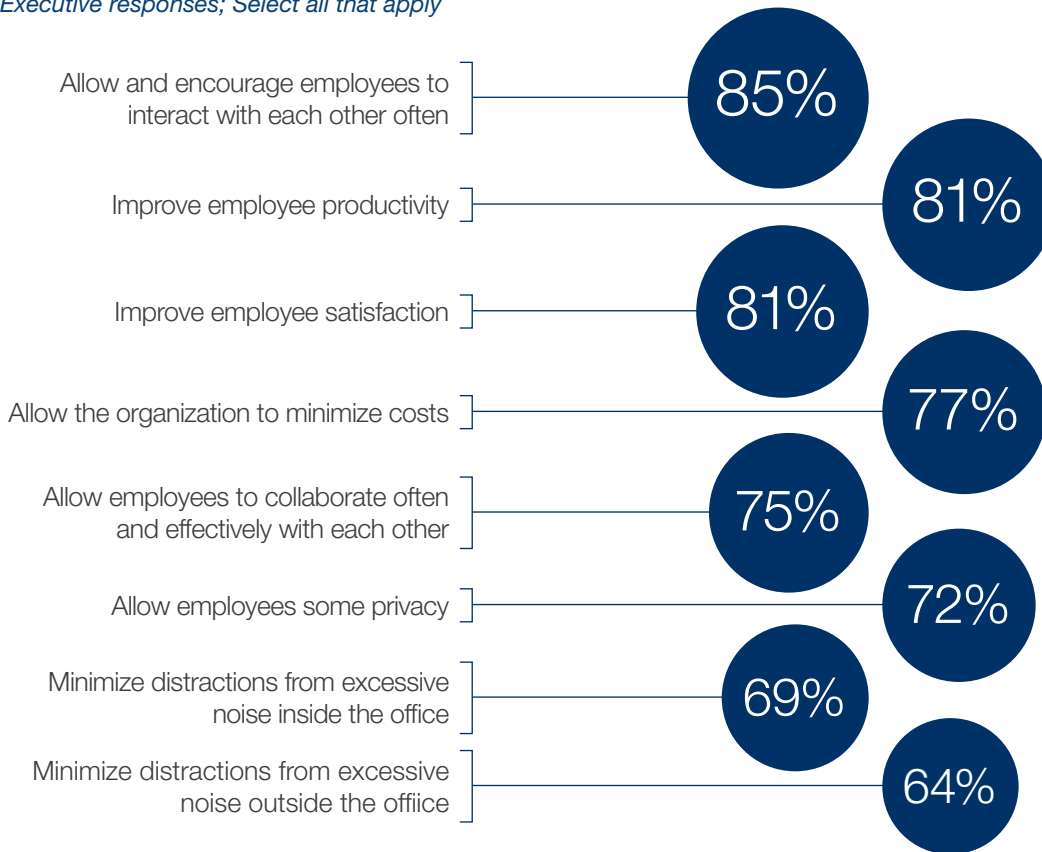 Executive responses; Select all that apply
Allow and encourage employees to
interact with each other often
85%
Improve employee productivity
81%
Improve employee satisfaction
81%
Allow the organization to minimize costs
77%
Allow employees to collaborate often
and effectively with each other
75%
Allow employees some privacy
72%
Minimize distractions from excessive
noise inside the office
69%
Minimize distractions from excessive
noise outside the offiice
64%